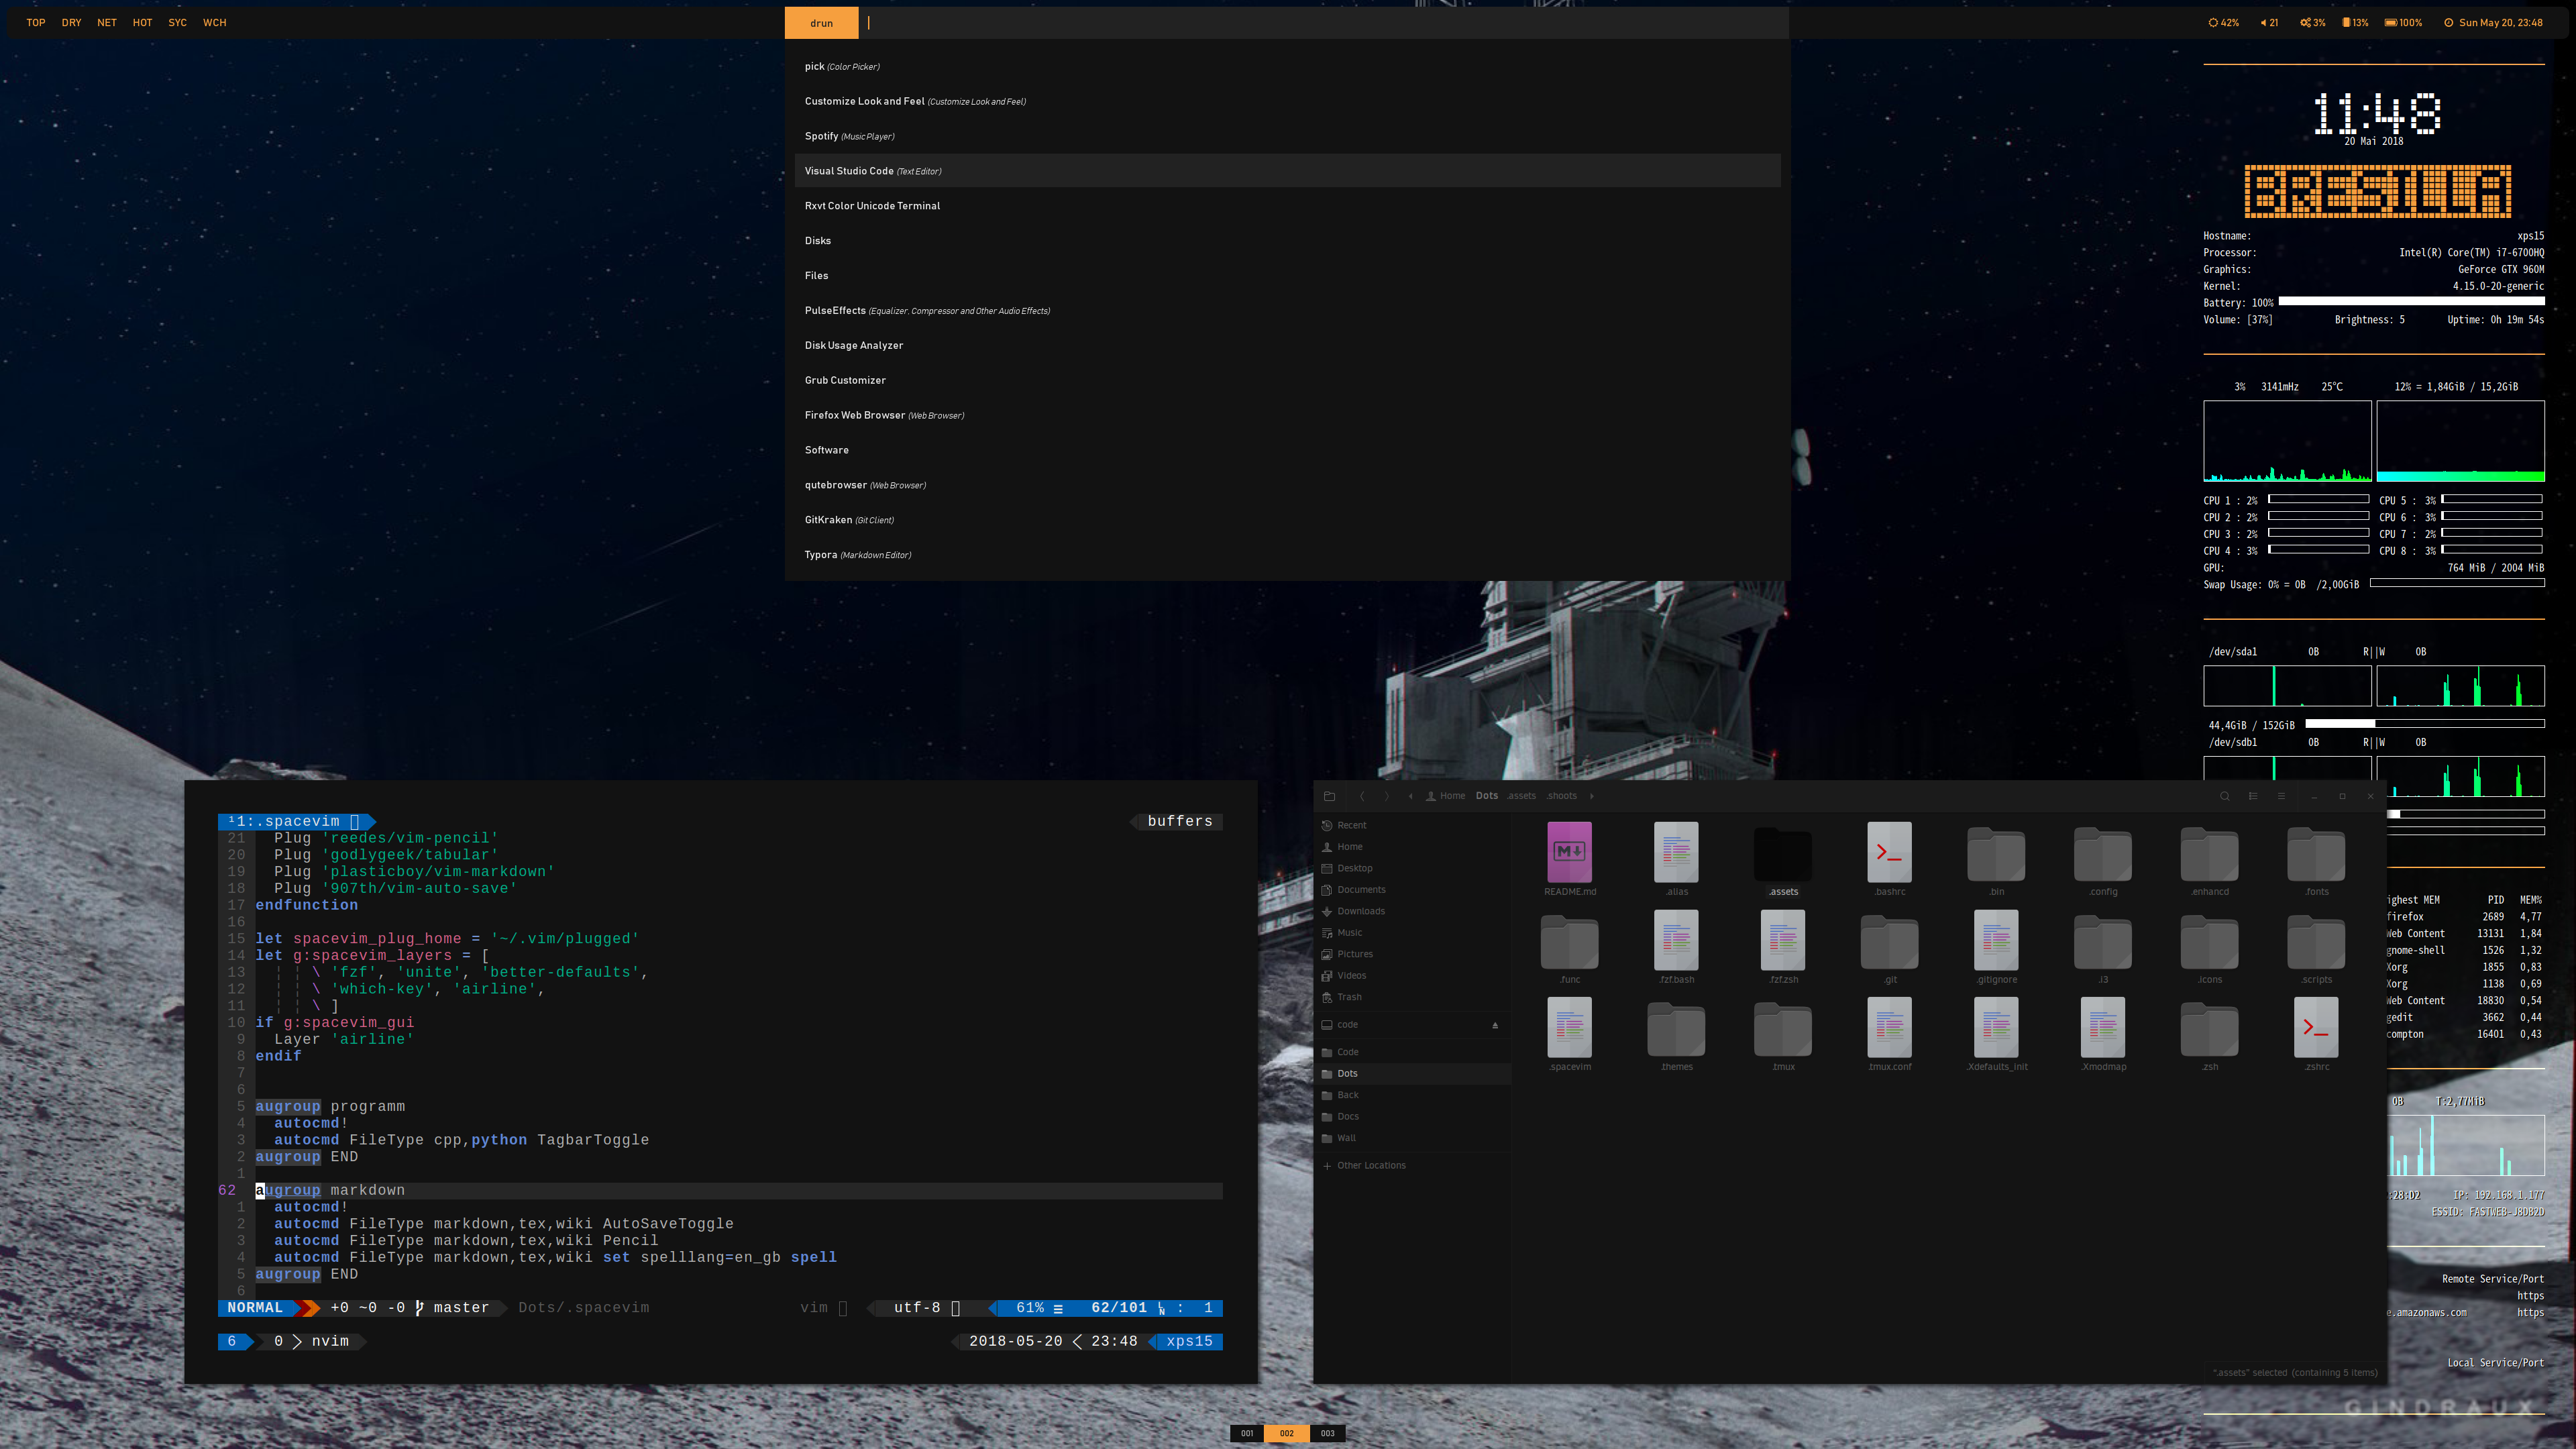 TOP DRY NET HOT SYC WCH
drun
42% 21 3% 13% 100% Sun May 20, 23:48
pick (Color Picker)
Customize Look and Feel (Customize Look and Feel)
Spotify (Music Player)
Visual Studio Code (Text Editor)
Rxvt Color Unicode Terminal
Disks
Files
PulseEffects (Equalizer, Compressor and Other Audio Effects)
Disk Usage Analyzer
Grub Customizer
Firefox Web Browser (Web Browser)
Software
qutebrowser (Web Browser)
GitKraken (Git Client)
Typora (Markdown Editor)
11:48
20 Mai 2018
Hostname: xps15
Processor: Intel(R) Core(TM) i7-6700HQ
Graphics: GeForce GTX 960M
Kernel: 4.15.0-20-generic
Battery: 100%
Volume: [37%] Brightness: 5 Uptime: 0h 19m 54s
3% 3141mHz 25°C 12% = 1,84GiB / 15,2GiB
CPU 1 : 2% CPU 5 : 3%
CPU 2 : 2% CPU 6 : 3%
CPU 3 : 2% CPU 7 : 2%
CPU 4 : 3% CPU 8 : 3%
GPU: 764 MiB / 2004 MiB
Swap Usage: 0% = 0B /2,00GiB
/dev/sda1 0B R||W 0B
44,4GiB / 152GiB
/dev/sdb1 0B R||W 0B
ighest MEM PID MEM%
firefox 2689 4,77
Web Content 13131 1,84
gnome-shell 1526 1,32
Xorg 1855 0,83
Xorg 1138 0,69
Web Content 18830 0,54
gedit 3662 0,44
compton 16401 0,43
0B T:2,77MiB
:28:D2 IP: 192.168.1.177
ESSID: FASTWEB-J8DB2D
Remote Service/Port
https
e.amazonaws.com https
Local Service/Port
GINDRAUX
¹1:.spacevim buffers
21 Plug 'reedes/vim-pencil'
20 Plug 'godlygeek/tabular'
19 Plug 'plasticboy/vim-markdown'
18 Plug '907th/vim-auto-save'
17 endfunction
16
15 let spacevim_plug_home = '~/.vim/plugged'
14 let g:spacevim_layers = [
13 ¦ ¦ \ 'fzf', 'unite', 'better-defaults',
12 ¦ ¦ \ 'which-key', 'airline',
11 ¦ ¦ \ ]
10 if g:spacevim_gui
9 Layer 'airline'
8 endif
7
6
5 augroup programm
4 autocmd!
3 autocmd FileType cpp,python TagbarToggle
2 augroup END
1
62 augroup markdown
1 autocmd!
2 autocmd FileType markdown,tex,wiki AutoSaveToggle
3 autocmd FileType markdown,tex,wiki Pencil
4 autocmd FileType markdown,tex,wiki set spelllang=en_gb spell
5 augroup END
6
NORMAL +0 ~0 -0 master Dots/.spacevim vim utf-8 61% 62/101 : 1
6 0 nvim 2018-05-20 23:48 xps15
Home Dots .assets .shoots
Recent
Home
Desktop
Documents
Downloads
Music
Pictures
Videos
Trash
code
Code
Dots
Back
Docs
Wall
Other Locations
README.md .alias .assets .bashrc .bin .config .enhancd .fonts
.func .fzf.bash .fzf.zsh .git .gitignore .i3 .icons .scripts
.spacevim .themes .tmux .tmux.conf .Xdefaults_init .Xmodmap .zsh .zshrc
".assets" selected (containing 5 items)
001 002 003